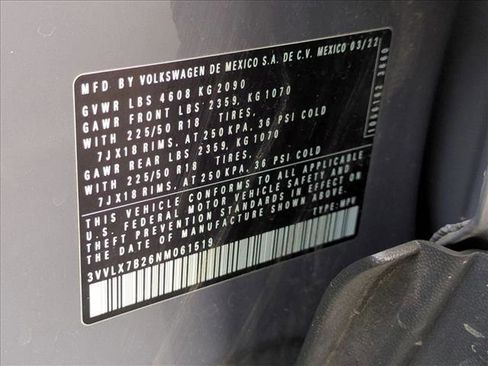 MFD BY VOLKSWAGEN DE MEXICO S.A. DE C.V. MEXICO 03/22
GVWR LBS 4608 KG 2090
GAWR FRONT LBS 2359, KG 1070
WITH 225/50 R18 TIRES,
7JX18 RIMS, AT 250 KPA, 36 PSI COLD
GAWR REAR LBS 2359, KG 1070
WITH 225/50 R18 TIRES,
7JX18 RIMS, AT 250 KPA, 36 PSI COLD
THIS VEHICLE CONFORMS TO ALL APPLICABLE
U.S. FEDERAL MOTOR VEHICLE SAFETY AND
THEFT PREVENTION STANDARDS IN EFFECT ON
THE DATE OF MANUFACTURE SHOWN ABOVE
3VVLX7B26NM061519 TYPE: MPV